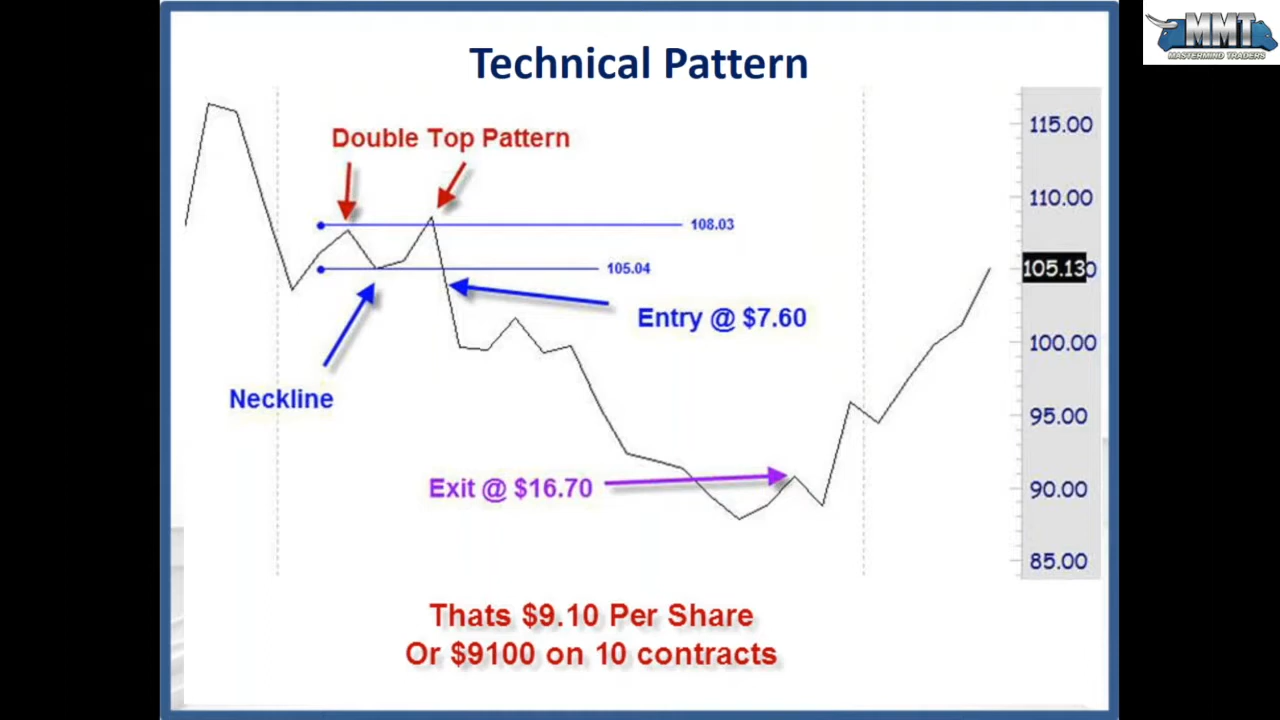 MMT
MASTERMIND TRADERS
Technical Pattern
115.00
Double Top Pattern
110.00
108.03
105.04
105.13
Entry @ $7.60
100.00
Neckline
95.00
Exit @ $16.70
90.00
85.00
Thats $9.10 Per Share
Or $9100 on 10 contracts